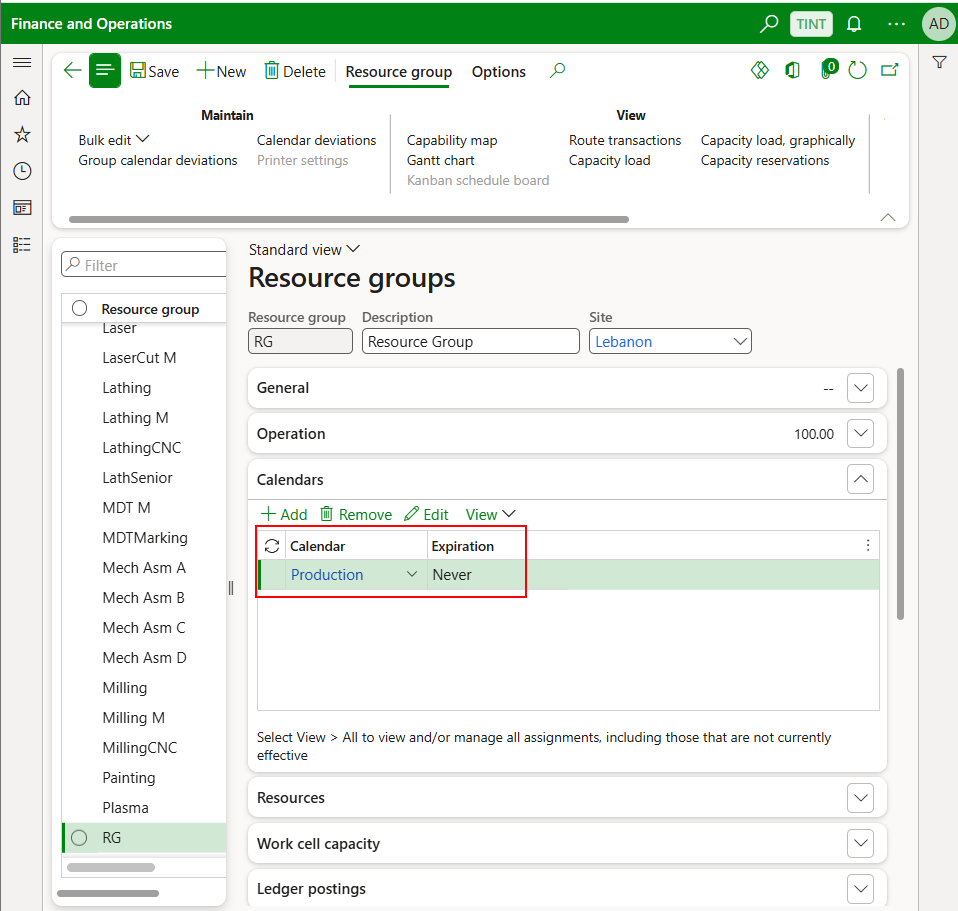 Finance and Operations
TINT
AD
Save
New
Delete
Resource group
Options
0
Maintain
Bulk edit
Group calendar deviations
Calendar deviations
Printer settings
View
Capability map
Gantt chart
Kanban schedule board
Route transactions
Capacity load
Capacity load, graphically
Capacity reservations
Filter
Resource group
Laser
LaserCut M
Lathing
Lathing M
LathingCNC
LathSenior
MDT M
MDTMarking
Mech Asm A
Mech Asm B
Mech Asm C
Mech Asm D
Milling
Milling M
MillingCNC
Painting
Plasma
RG
Standard view
Resource groups
Resource group
Description
Site
RG
Resource Group
Lebanon
General
--
Operation
100.00
Calendars
Add
Remove
Edit
View
Calendar
Expiration
Production
Never
Select View > All to view and/or manage all assignments, including those that are not currently
effective
Resources
Work cell capacity
Ledger postings